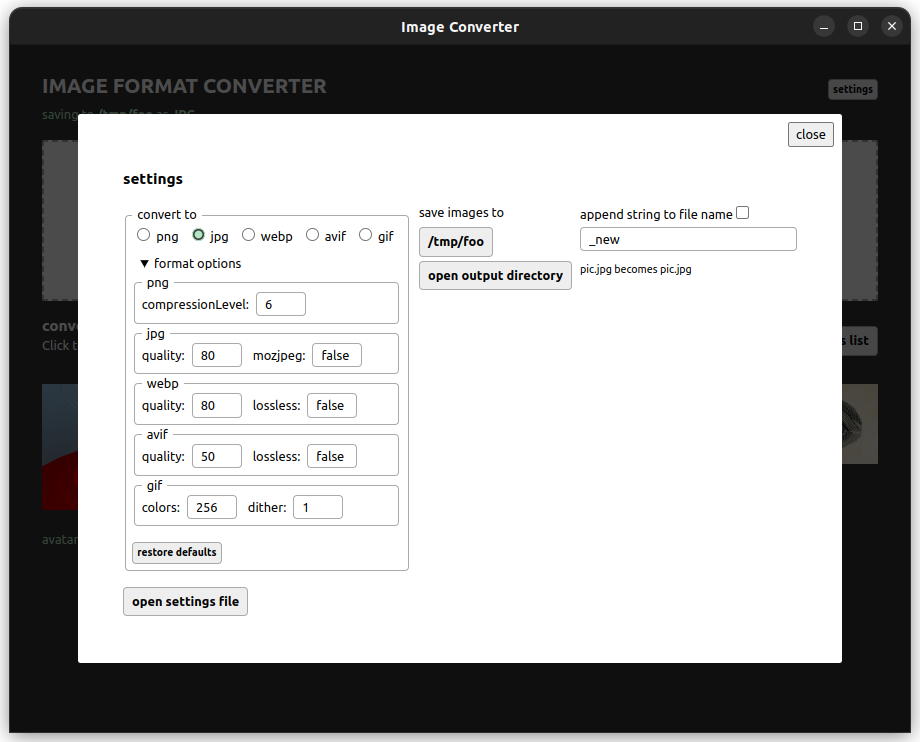 Image Converter
IMAGE FORMAT CONVERTER
settings
saving to /tmp/foo as JPG
close
settings
convert to
png jpg webp avif gif
▼ format options
png
compressionLevel: 6
jpg
quality: 80 mozjpeg: false
webp
quality: 80 lossless: false
avif
quality: 50 lossless: false
gif
colors: 256 dither: 1
restore defaults
open settings file
save images to
/tmp/foo
open output directory
append string to file name
_new
pic.jpg becomes pic.jpg
Click
list
avatar